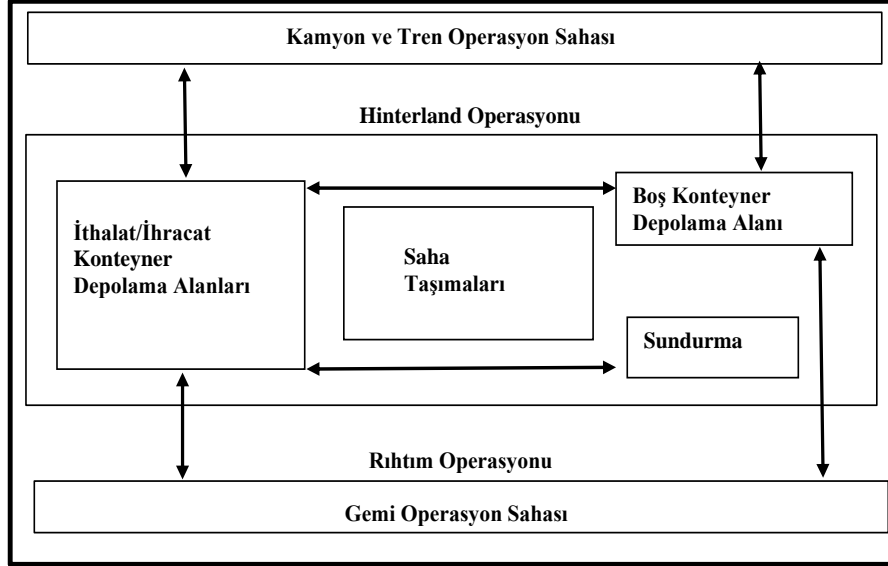 Kamyon ve Tren Operasyon Sahası
Hinterland Operasyonu
İthalat/İhracat
Konteyner
Depolama Alanları
Saha
Taşımaları
Boş Konteyner
Depolama Alanı
Sundurma
Rıhtım Operasyonu
Gemi Operasyon Sahası